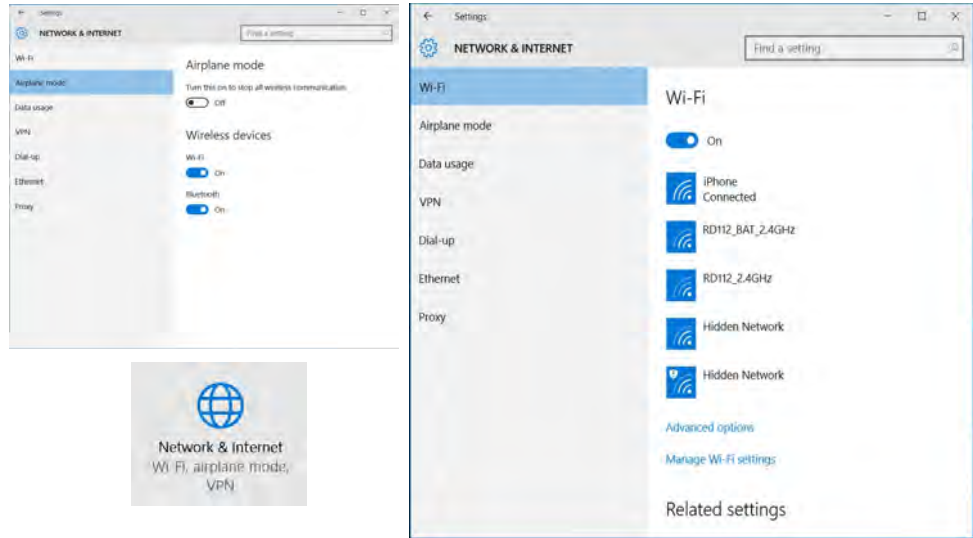 Settings
NETWORK & INTERNET
Find a setting
Wi-Fi
Airplane mode
Data usage
VPN
Dial-up
Ethernet
Proxy
Airplane mode
Turn this on to stop all wireless communication
Off
Wireless devices
Wi-Fi
On
Bluetooth
On
Network & Internet
Wi-Fi, airplane mode,
VPN
Settings
NETWORK & INTERNET
Find a setting
Wi-Fi
Airplane mode
Data usage
VPN
Dial-up
Ethernet
Proxy
Wi-Fi
On
iPhone
Connected
RD112_BAT_2.4GHz
RD112_2.4GHz
Hidden Network
Hidden Network
Advanced options
Manage Wi-Fi settings
Related settings